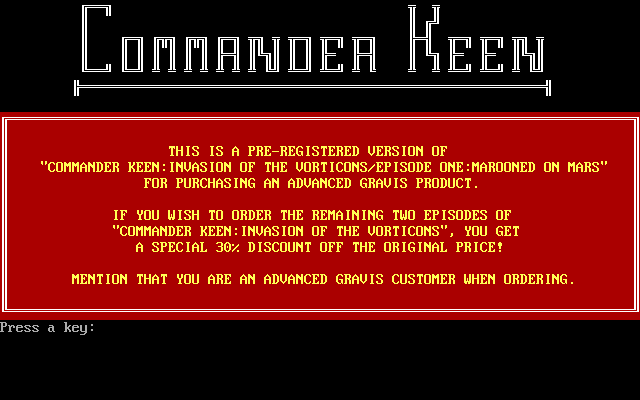 COMMANDER KEEN
THIS IS A PRE-REGISTERED VERSION OF
"COMMANDER KEEN:INVASION OF THE VORTICONS/EPISODE ONE:MAROONED ON MARS"
FOR PURCHASING AN ADVANCED GRAVIS PRODUCT.
IF YOU WISH TO ORDER THE REMAINING TWO EPISODES OF
"COMMANDER KEEN:INVASION OF THE VORTICONS", YOU GET
A SPECIAL 30% DISCOUNT OFF THE ORIGINAL PRICE!
MENTION THAT YOU ARE AN ADVANCED GRAVIS CUSTOMER WHEN ORDERING.
Press a key: